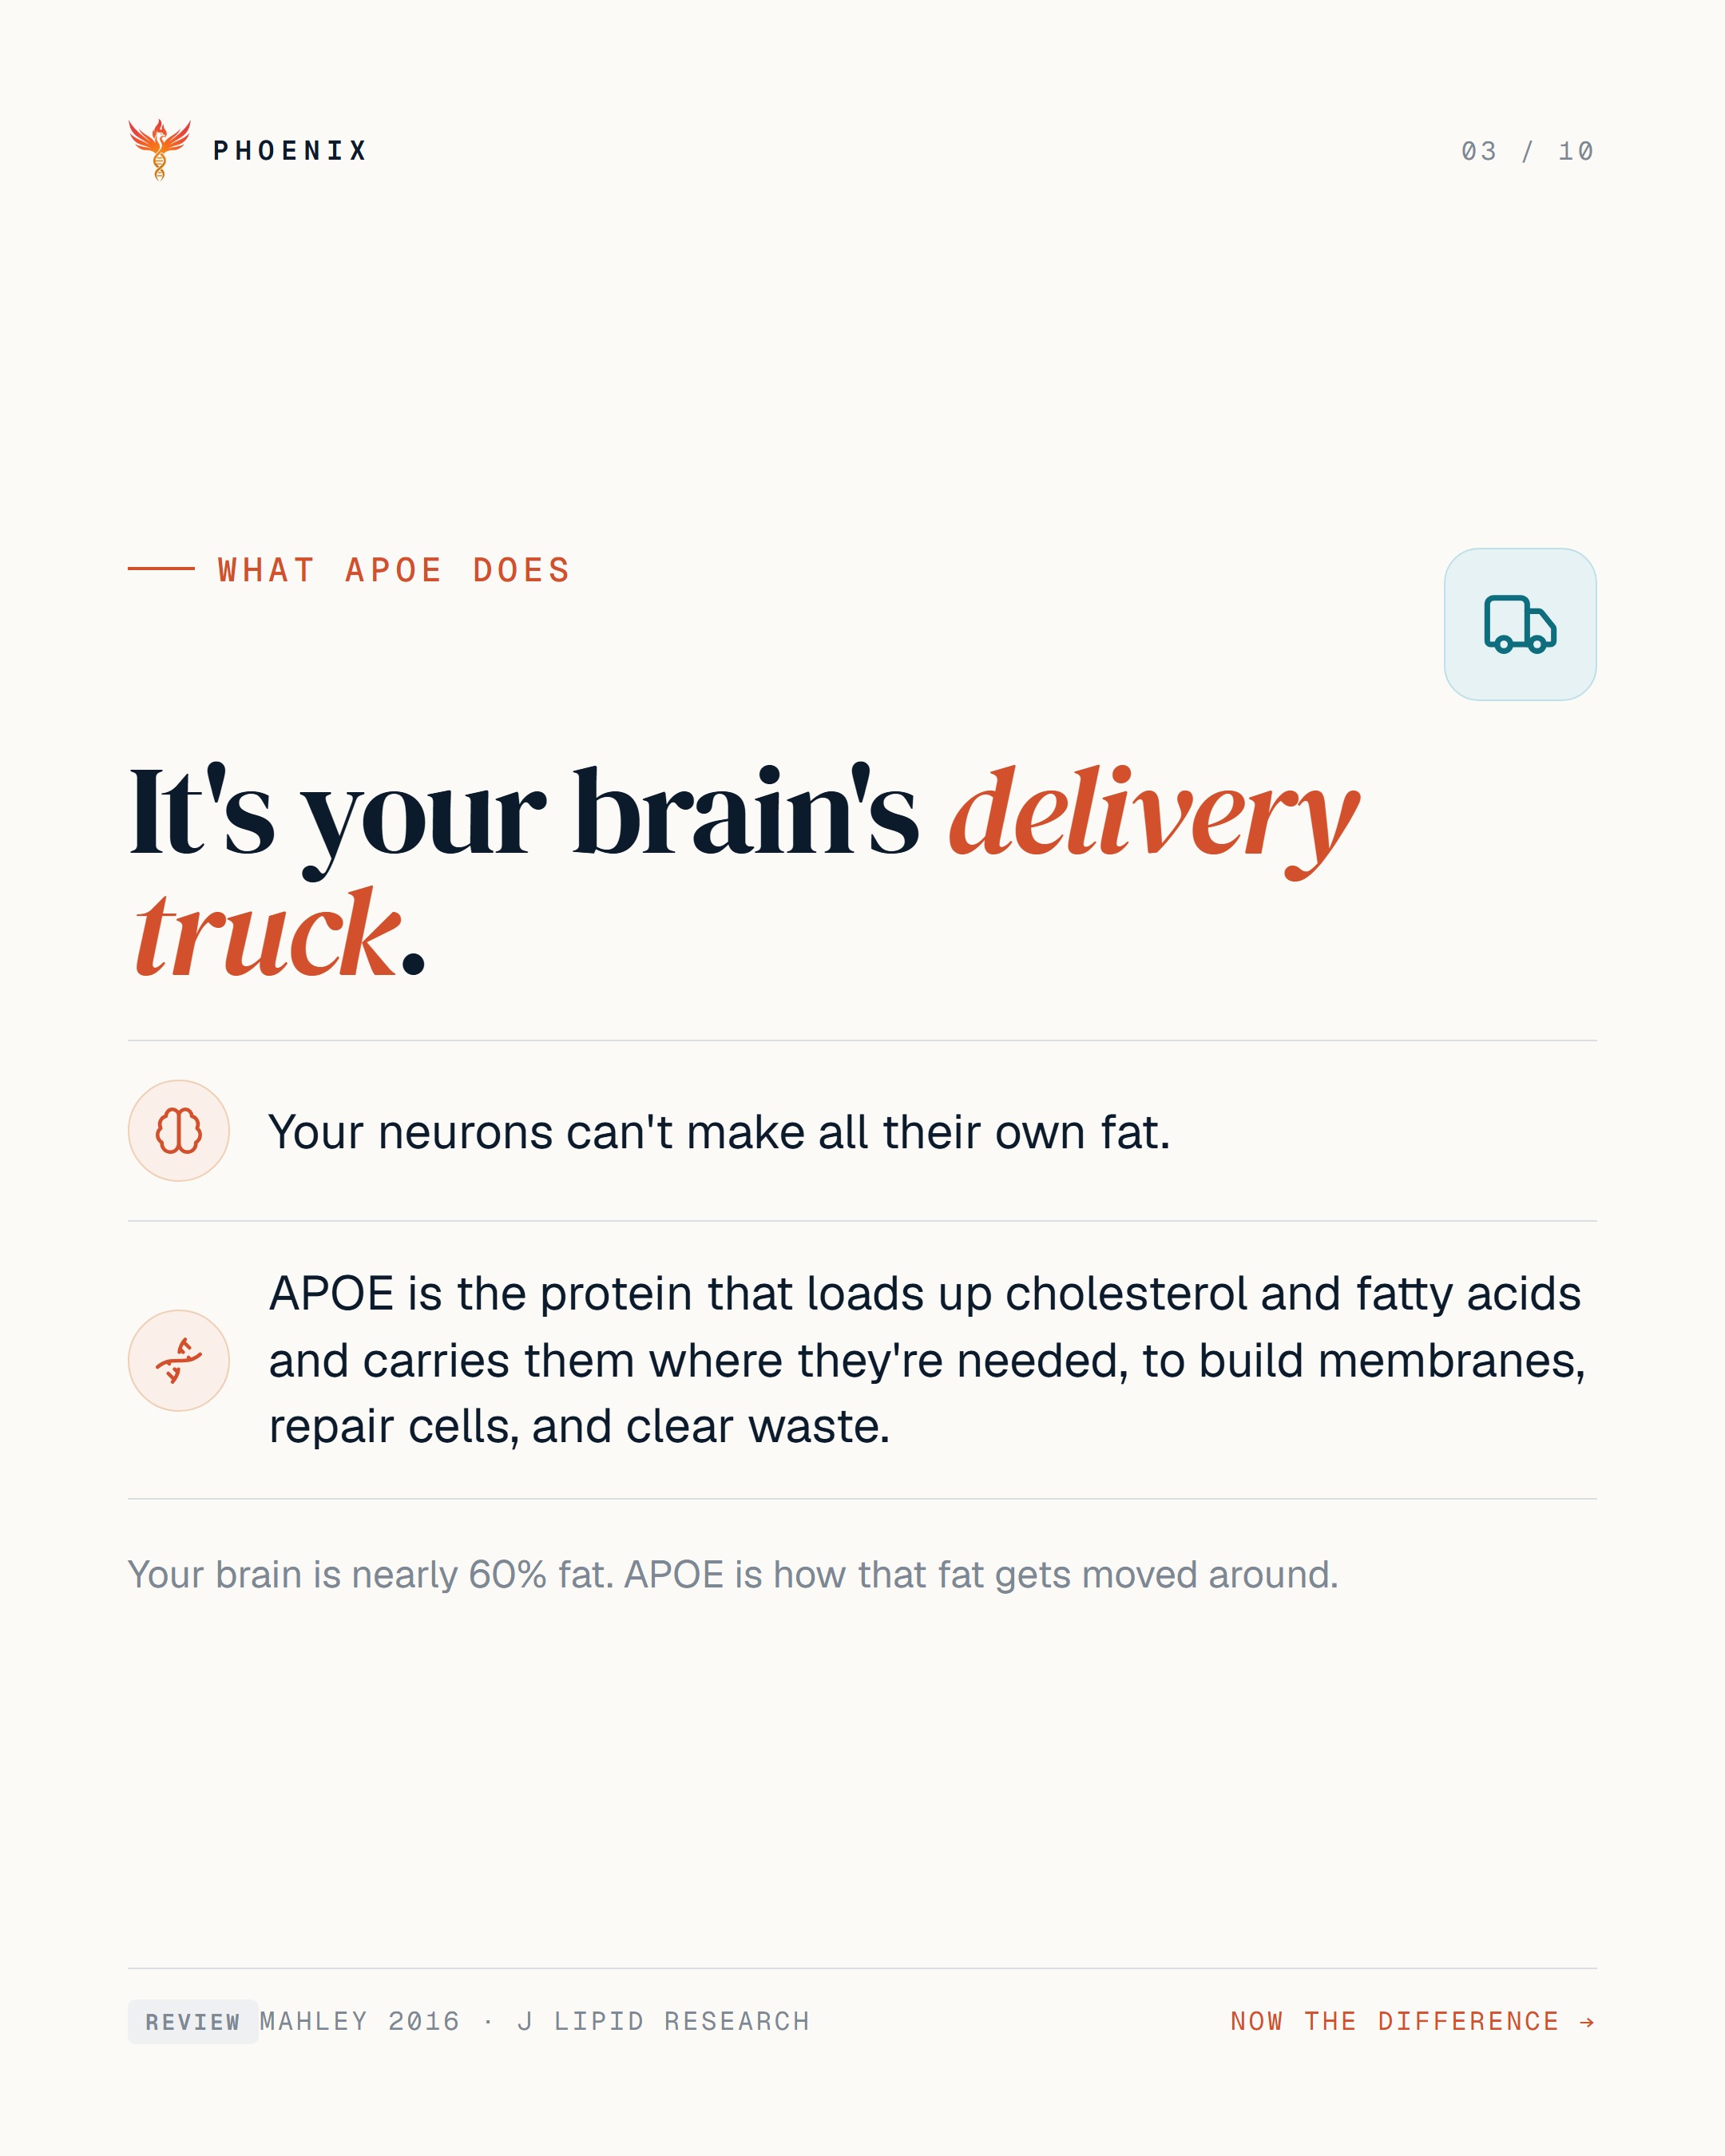 PHOENIX
03 / 10
WHAT APOE DOES
It's your brain's delivery
truck.
Your neurons can't make all their own fat.
APOE is the protein that loads up cholesterol and fatty acids
and carries them where they're needed, to build membranes,
repair cells, and clear waste.
Your brain is nearly 60% fat. APOE is how that fat gets moved around.
REVIEW MAHLEY 2016 · J LIPID RESEARCH
NOW THE DIFFERENCE →